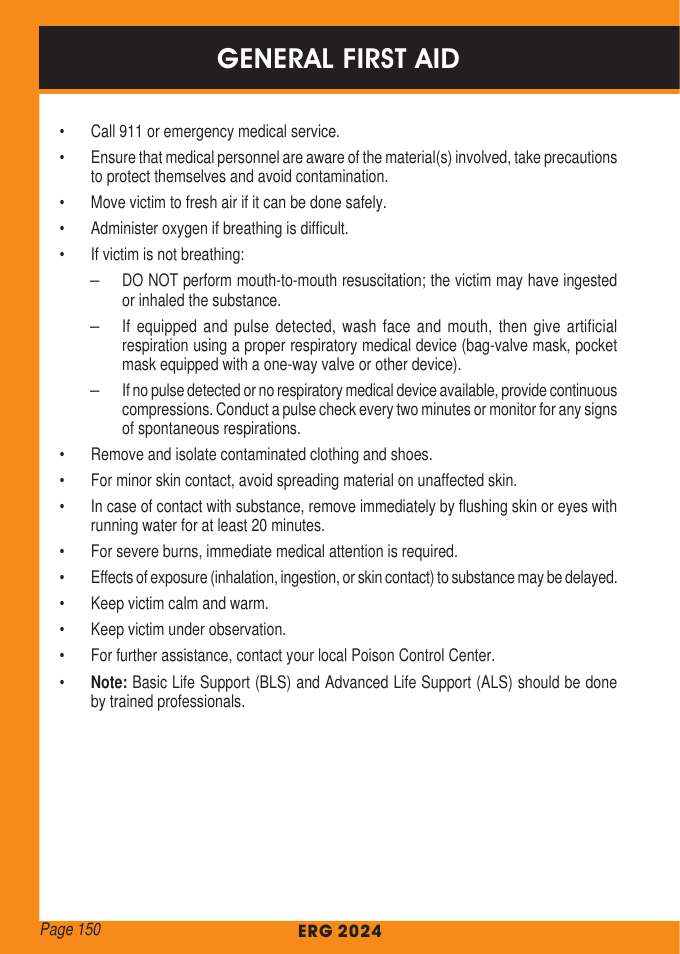 GENERAL FIRST AID
• Call 911 or emergency medical service.
• Ensure that medical personnel are aware of the material(s) involved, take precautions
to protect themselves and avoid contamination.
• Move victim to fresh air if it can be done safely.
• Administer oxygen if breathing is difficult.
• If victim is not breathing:
– DO NOT perform mouth-to-mouth resuscitation; the victim may have ingested
or inhaled the substance.
– If equipped and pulse detected, wash face and mouth, then give artificial
respiration using a proper respiratory medical device (bag-valve mask, pocket
mask equipped with a one-way valve or other device).
– If no pulse detected or no respiratory medical device available, provide continuous
compressions. Conduct a pulse check every two minutes or monitor for any signs
of spontaneous respirations.
• Remove and isolate contaminated clothing and shoes.
• For minor skin contact, avoid spreading material on unaffected skin.
• In case of contact with substance, remove immediately by flushing skin or eyes with
running water for at least 20 minutes.
• For severe burns, immediate medical attention is required.
• Effects of exposure (inhalation, ingestion, or skin contact) to substance may be delayed.
• Keep victim calm and warm.
• Keep victim under observation.
• For further assistance, contact your local Poison Control Center.
• Note: Basic Life Support (BLS) and Advanced Life Support (ALS) should be done
by trained professionals.
Page 150
ERG 2024